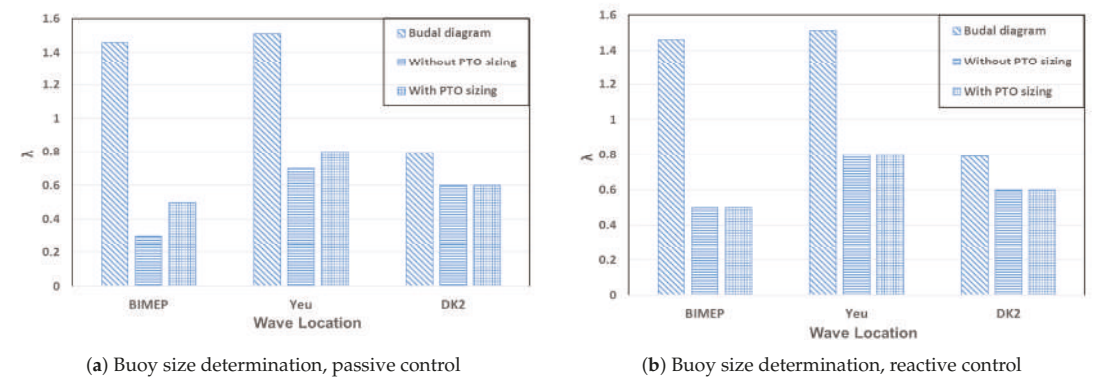 1.6
1.4
1.2
1
0.8
0.6
0.4
0.2
0
λ
Budal diagram
Without PTO sizing
With PTO sizing
BIMEP Yeu DK2
Wave Location
(a) Buoy size determination, passive control
1.6
1.4
1.2
1
0.8
0.6
0.4
0.2
0
λ
Budal diagram
Without PTO sizing
With PTO sizing
BIMEP Yeu DK2
Wave Location
(b) Buoy size determination, reactive control